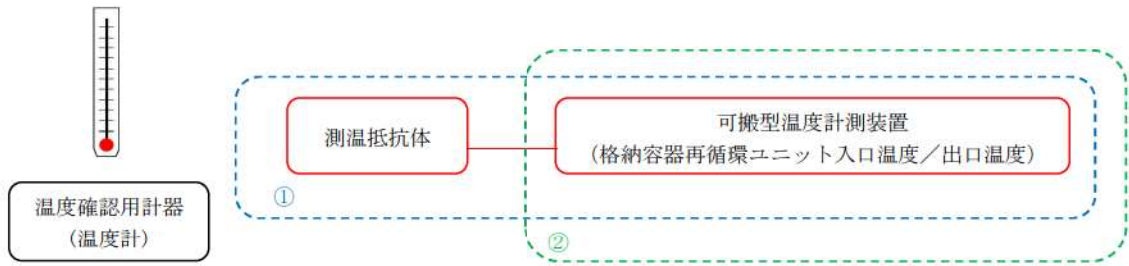 測温抵抗体
可搬型温度計測装置
(格納容器再循環ユニット入口温度/出口温度)
①
温度確認用計器
(温度計)
②